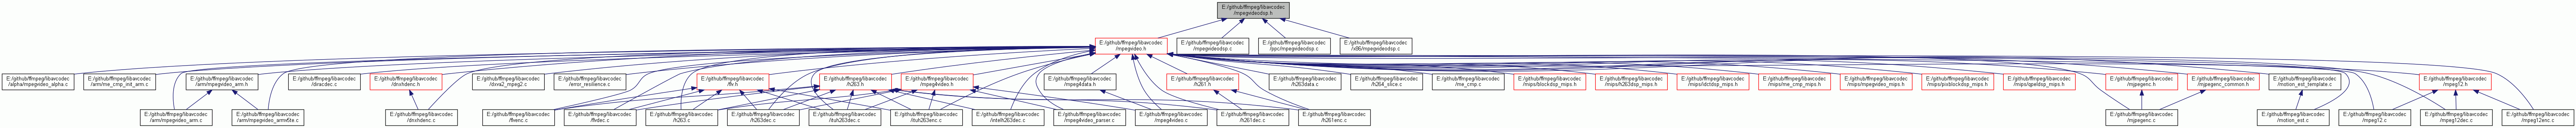 E:/github/ffmpeg/libavcodec
/mpegvideodsp.h
E:/github/ffmpeg/libavcodec
/mpegvideo.h
E:/github/ffmpeg/libavcodec
/mpegvideodsp.c
E:/github/ffmpeg/libavcodec
/ppc/mpegvideodsp.c
E:/github/ffmpeg/libavcodec
/x86/mpegvideodsp.c
E:/github/ffmpeg/libavcodec
/alpha/mpegvideo_alpha.c
E:/github/ffmpeg/libavcodec
/arm/me_cmp_init_arm.c
E:/github/ffmpeg/libavcodec
/arm/mpegvideo_arm.h
E:/github/ffmpeg/libavcodec
/diracdec.c
E:/github/ffmpeg/libavcodec
/dnxhdenc.h
E:/github/ffmpeg/libavcodec
/dxva2_mpeg2.c
E:/github/ffmpeg/libavcodec
/error_resilience.c
E:/github/ffmpeg/libavcodec
/flv.h
E:/github/ffmpeg/libavcodec
/h263.h
E:/github/ffmpeg/libavcodec
/mpeg4video.h
E:/github/ffmpeg/libavcodec
/mpeg4data.h
E:/github/ffmpeg/libavcodec
/h261.h
E:/github/ffmpeg/libavcodec
/h263data.c
E:/github/ffmpeg/libavcodec
/h264_slice.c
E:/github/ffmpeg/libavcodec
/me_cmp.c
E:/github/ffmpeg/libavcodec
/mips/blockdsp_mips.h
E:/github/ffmpeg/libavcodec
/mips/h263dsp_mips.h
E:/github/ffmpeg/libavcodec
/mips/idctdsp_mips.h
E:/github/ffmpeg/libavcodec
/mips/me_cmp_mips.h
E:/github/ffmpeg/libavcodec
/mips/mpegvideo_mips.h
E:/github/ffmpeg/libavcodec
/mips/pixblockdsp_mips.h
E:/github/ffmpeg/libavcodec
/mips/qpeldsp_mips.h
E:/github/ffmpeg/libavcodec
/mjpegenc.h
E:/github/ffmpeg/libavcodec
/mjpegenc_common.h
E:/github/ffmpeg/libavcodec
/motion_est_template.c
E:/github/ffmpeg/libavcodec
/mpeg12.h
E:/github/ffmpeg/libavcodec
/arm/mpegvideo_arm.c
E:/github/ffmpeg/libavcodec
/arm/mpegvideo_armv5te.c
E:/github/ffmpeg/libavcodec
/dnxhdenc.c
E:/github/ffmpeg/libavcodec
/flvenc.c
E:/github/ffmpeg/libavcodec
/flvdec.c
E:/github/ffmpeg/libavcodec
/h263.c
E:/github/ffmpeg/libavcodec
/h263dec.c
E:/github/ffmpeg/libavcodec
/ituh263dec.c
E:/github/ffmpeg/libavcodec
/ituh263enc.c
E:/github/ffmpeg/libavcodec
/intelh263dec.c
E:/github/ffmpeg/libavcodec
/mpeg4video_parser.c
E:/github/ffmpeg/libavcodec
/mpeg4video.c
E:/github/ffmpeg/libavcodec
/h261dec.c
E:/github/ffmpeg/libavcodec
/h261enc.c
E:/github/ffmpeg/libavcodec
/mjpegenc.c
E:/github/ffmpeg/libavcodec
/motion_est.c
E:/github/ffmpeg/libavcodec
/mpeg12.c
E:/github/ffmpeg/libavcodec
/mpeg12dec.c
E:/github/ffmpeg/libavcodec
/mpeg12enc.c